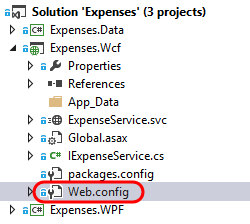 Solution 'Expenses' (3 projects)
C# Expenses.Data
Expenses.Wcf
Properties
References
App_Data
ExpenseService.svc
Global.asax
C# IExpenseService.cs
packages.config
Web.config
C# Expenses.WPF